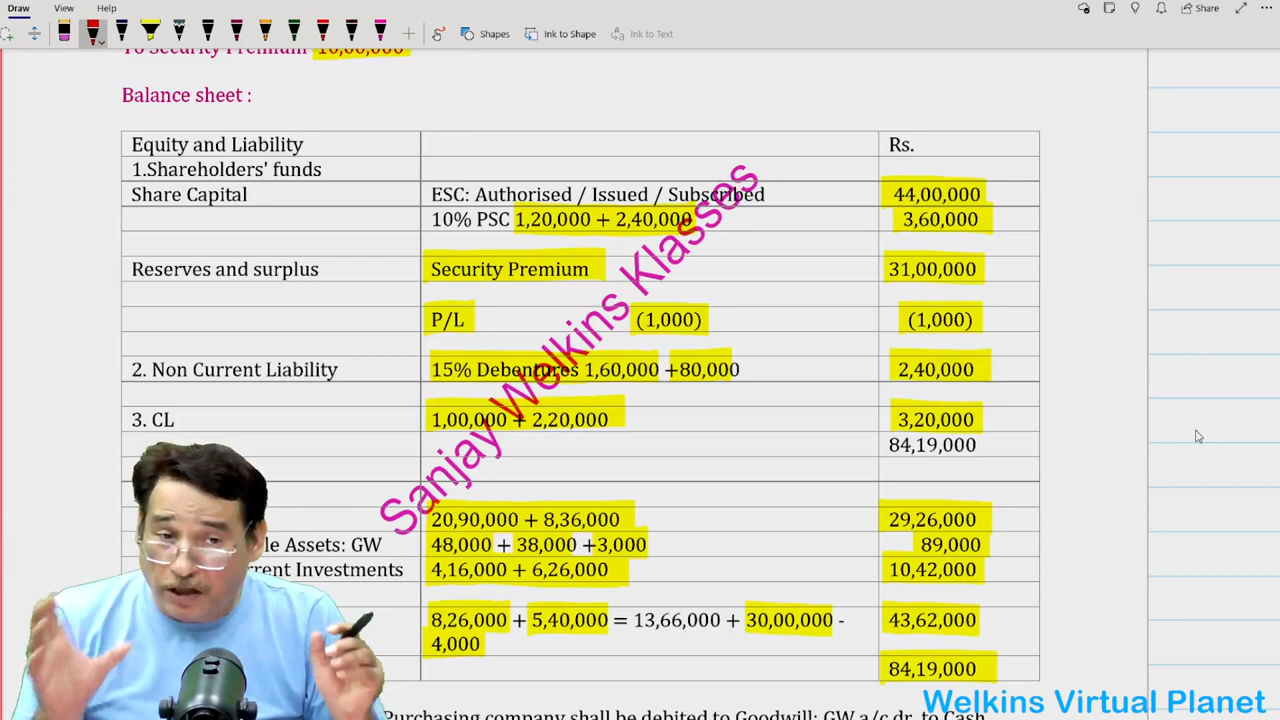 Draw View Help
Shapes Ink to Shape Ink to Text Share
To Security Premium 10,00,000
Balance sheet :
Equity and Liability Rs.
1.Shareholders' funds
Share Capital ESC: Authorised / Issued / Subscribed 44,00,000
10% PSC 1,20,000 + 2,40,000 3,60,000
Reserves and surplus Security Premium 31,00,000
P/L (1,000) (1,000)
2. Non Current Liability 15% Debentures 1,60,000 +80,000 2,40,000
3. CL 1,00,000 + 2,20,000 3,20,000
84,19,000
20,90,000 + 8,36,000 29,26,000
Assets: GW 48,000 + 38,000 +3,000 89,000
Investments 4,16,000 + 6,26,000 10,42,000
8,26,000 + 5,40,000 = 13,66,000 + 30,00,000 - 43,62,000
4,000
84,19,000
Purchasing company shall be debited to Goodwill: GW a/c dr. to Cash
Sanjay Welkins Klasses
Welkins Virtual Planet